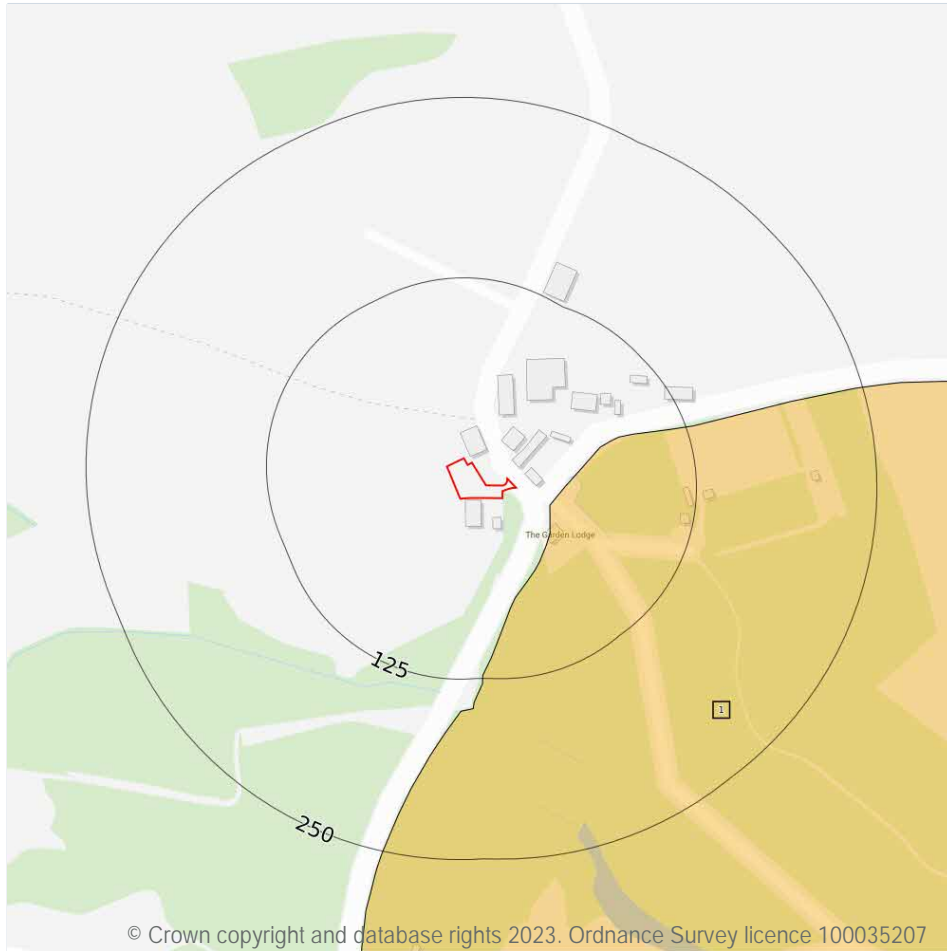 The Garden Lodge
125
1
250
© Crown copyright and database rights 2023. Ordnance Survey licence 100035207